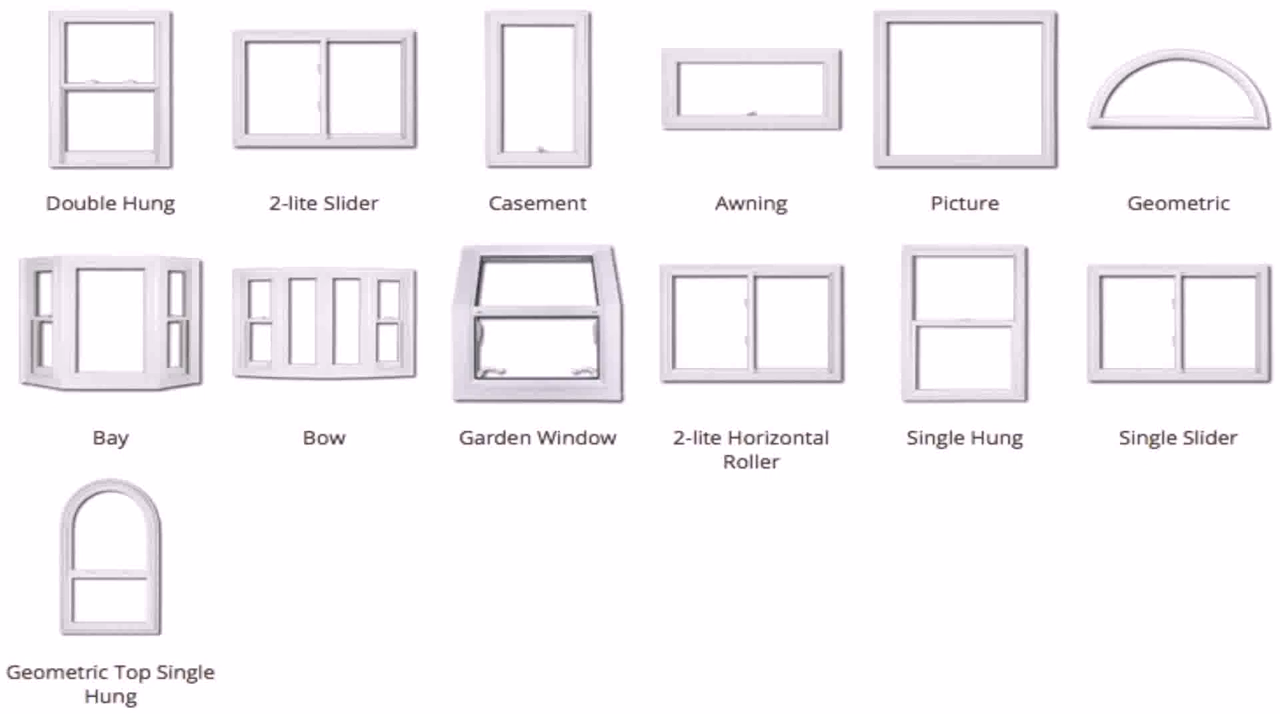 Double Hung
2-lite Slider
Casement
Awning
Picture
Geometric
Bay
Bow
Garden Window
2-lite Horizontal
Roller
Single Hung
Single Slider
Geometric Top Single
Hung